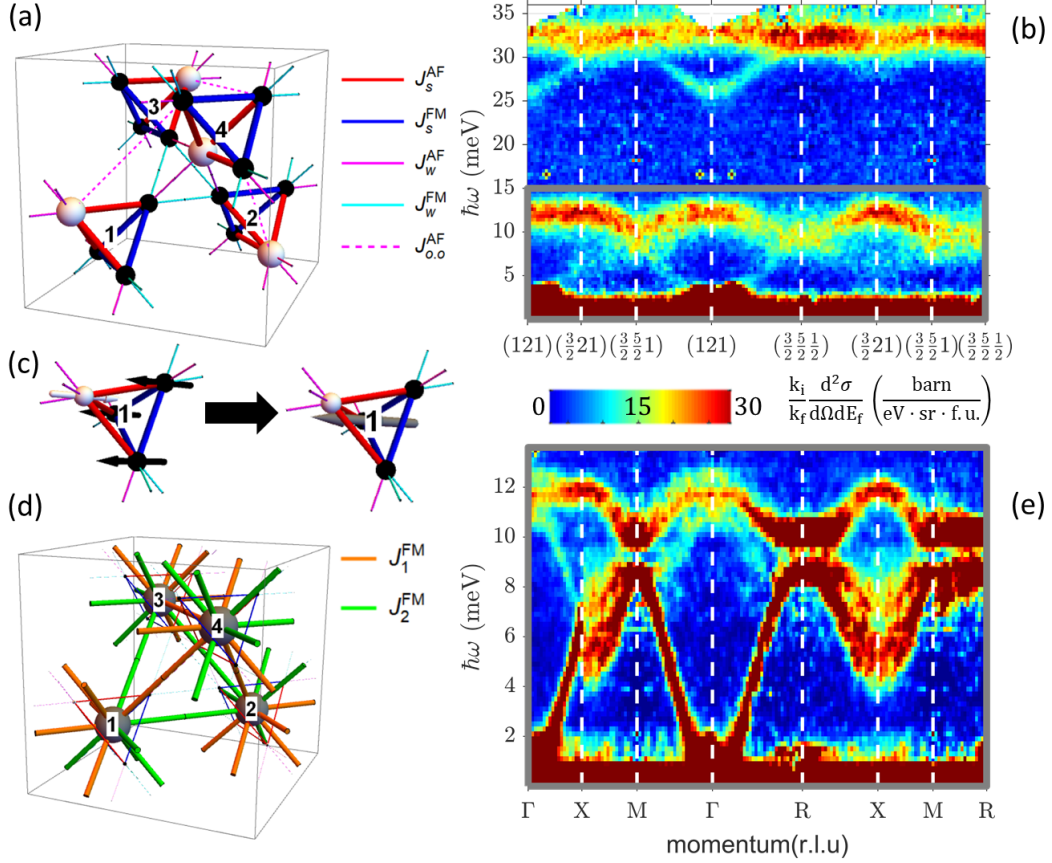 (a)
3
4
1
2
J_s^AF
J_s^FM
J_w^AF
J_w^FM
J_o.o^AF
(b)
35
30
25
20
15
10
5
ħω (meV)
(121) (3/2 21) (3/2 5/2 1) (121) (3/2 5/2 1/2) (3/2 21) (3/2 5/2 1) (3/2 5/2 1/2)
(c)
1
1
0 15 30
k_i/k_f d²σ/dΩdE_f (barn/eV · sr · f.u.)
(d)
3
4
1
2
J_1^FM
J_2^FM
(e)
12
10
8
6
4
2
ħω (meV)
Γ X M Γ R X M R
momentum(r.l.u)